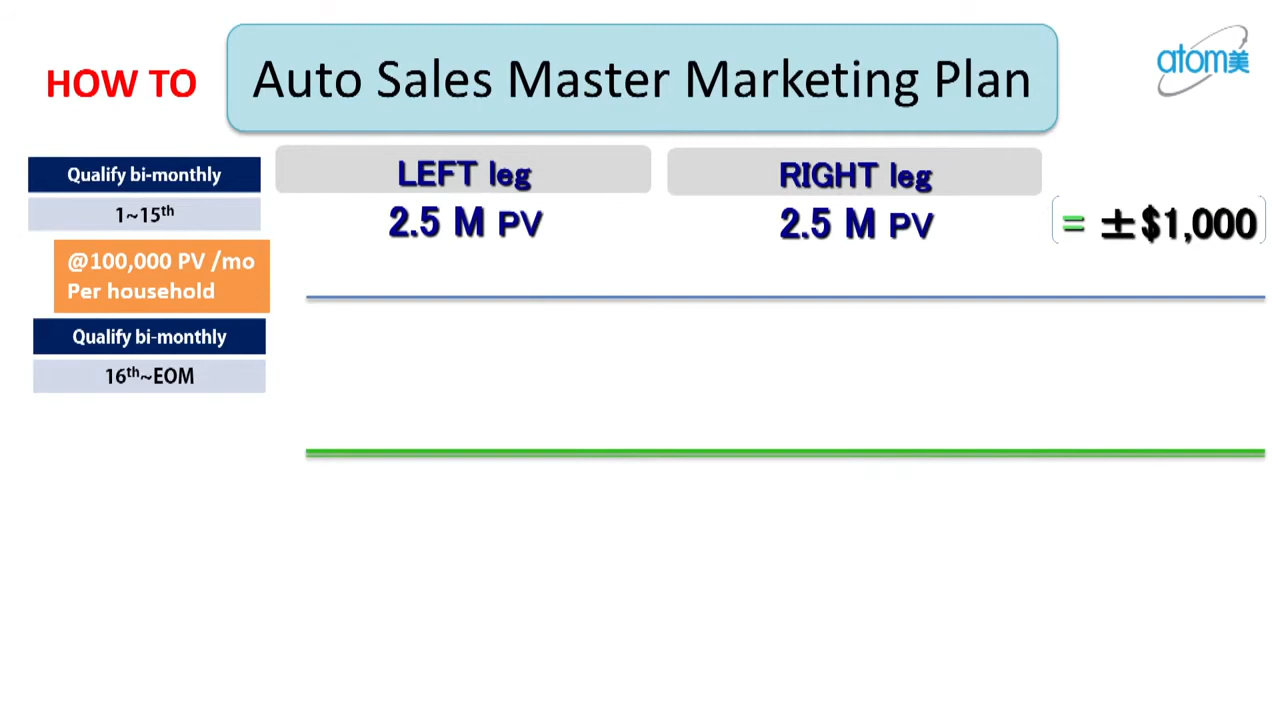 HOW TO
Auto Sales Master Marketing Plan
atom美
Qualify bi-monthly
1~15th
LEFT leg
2.5 M PV
RIGHT leg
2.5 M PV
= ±$1,000
@100,000 PV /mo
Per household
Qualify bi-monthly
16th~EOM